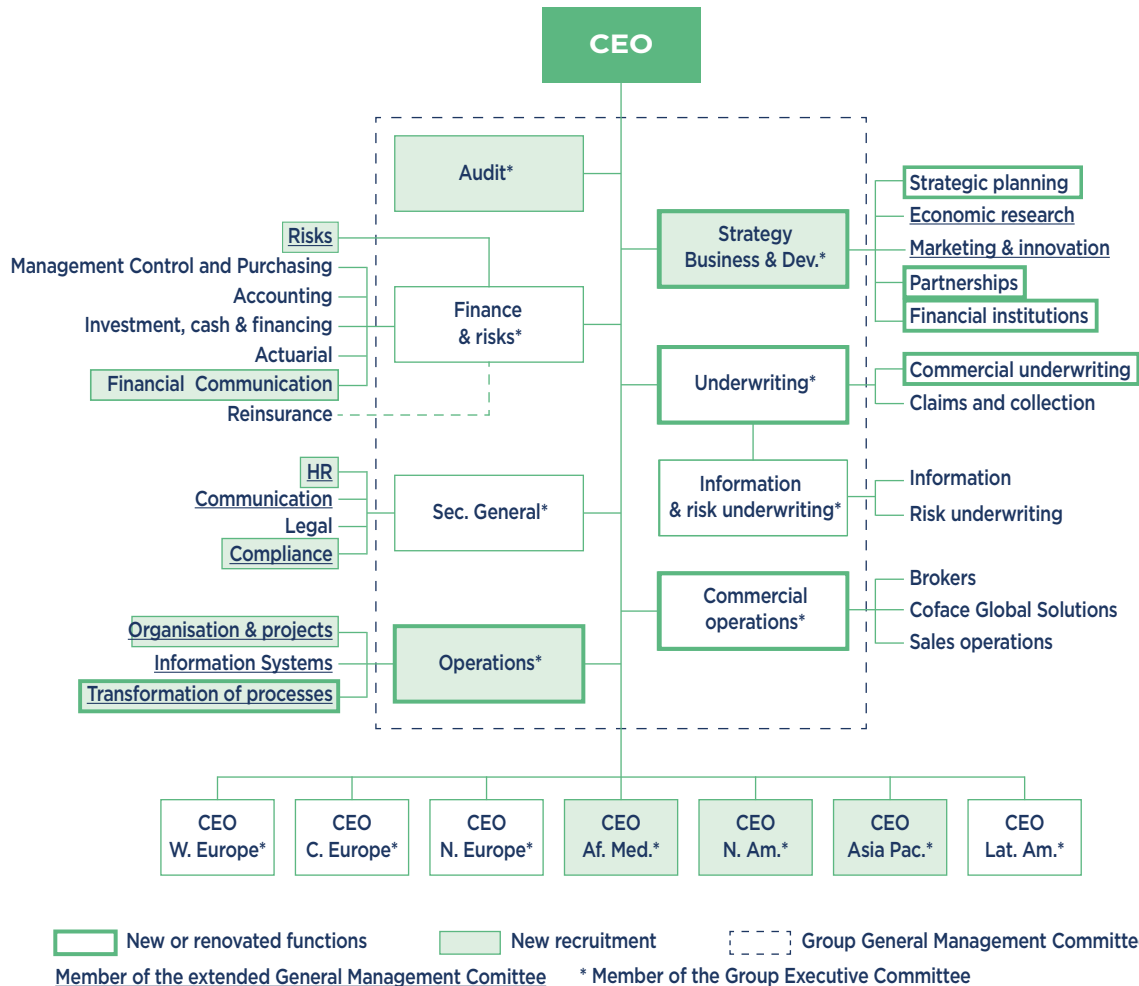 CEO
Audit*
Strategy
Business & Dev.*
Strategic planning
Economic research
Marketing & innovation
Partnerships
Financial institutions
Risks
Management Control and Purchasing
Accounting
Investment, cash & financing
Actuarial
Financial Communication
Reinsurance
Finance
& risks*
Underwriting*
Commercial underwriting
Claims and collection
HR
Communication
Legal
Compliance
Sec. General*
Information
& risk underwriting*
Information
Risk underwriting
Organisation & projects
Information Systems
Transformation of processes
Operations*
Commercial
operations*
Brokers
Coface Global Solutions
Sales operations
CEO
W. Europe*
CEO
C. Europe*
CEO
N. Europe*
CEO
Af. Med.*
CEO
N. Am.*
CEO
Asia Pac.*
CEO
Lat. Am.*
New or renovated functions
New recruitment
Group General Management Committe
Member of the extended General Management Comittee
* Member of the Group Executive Committee